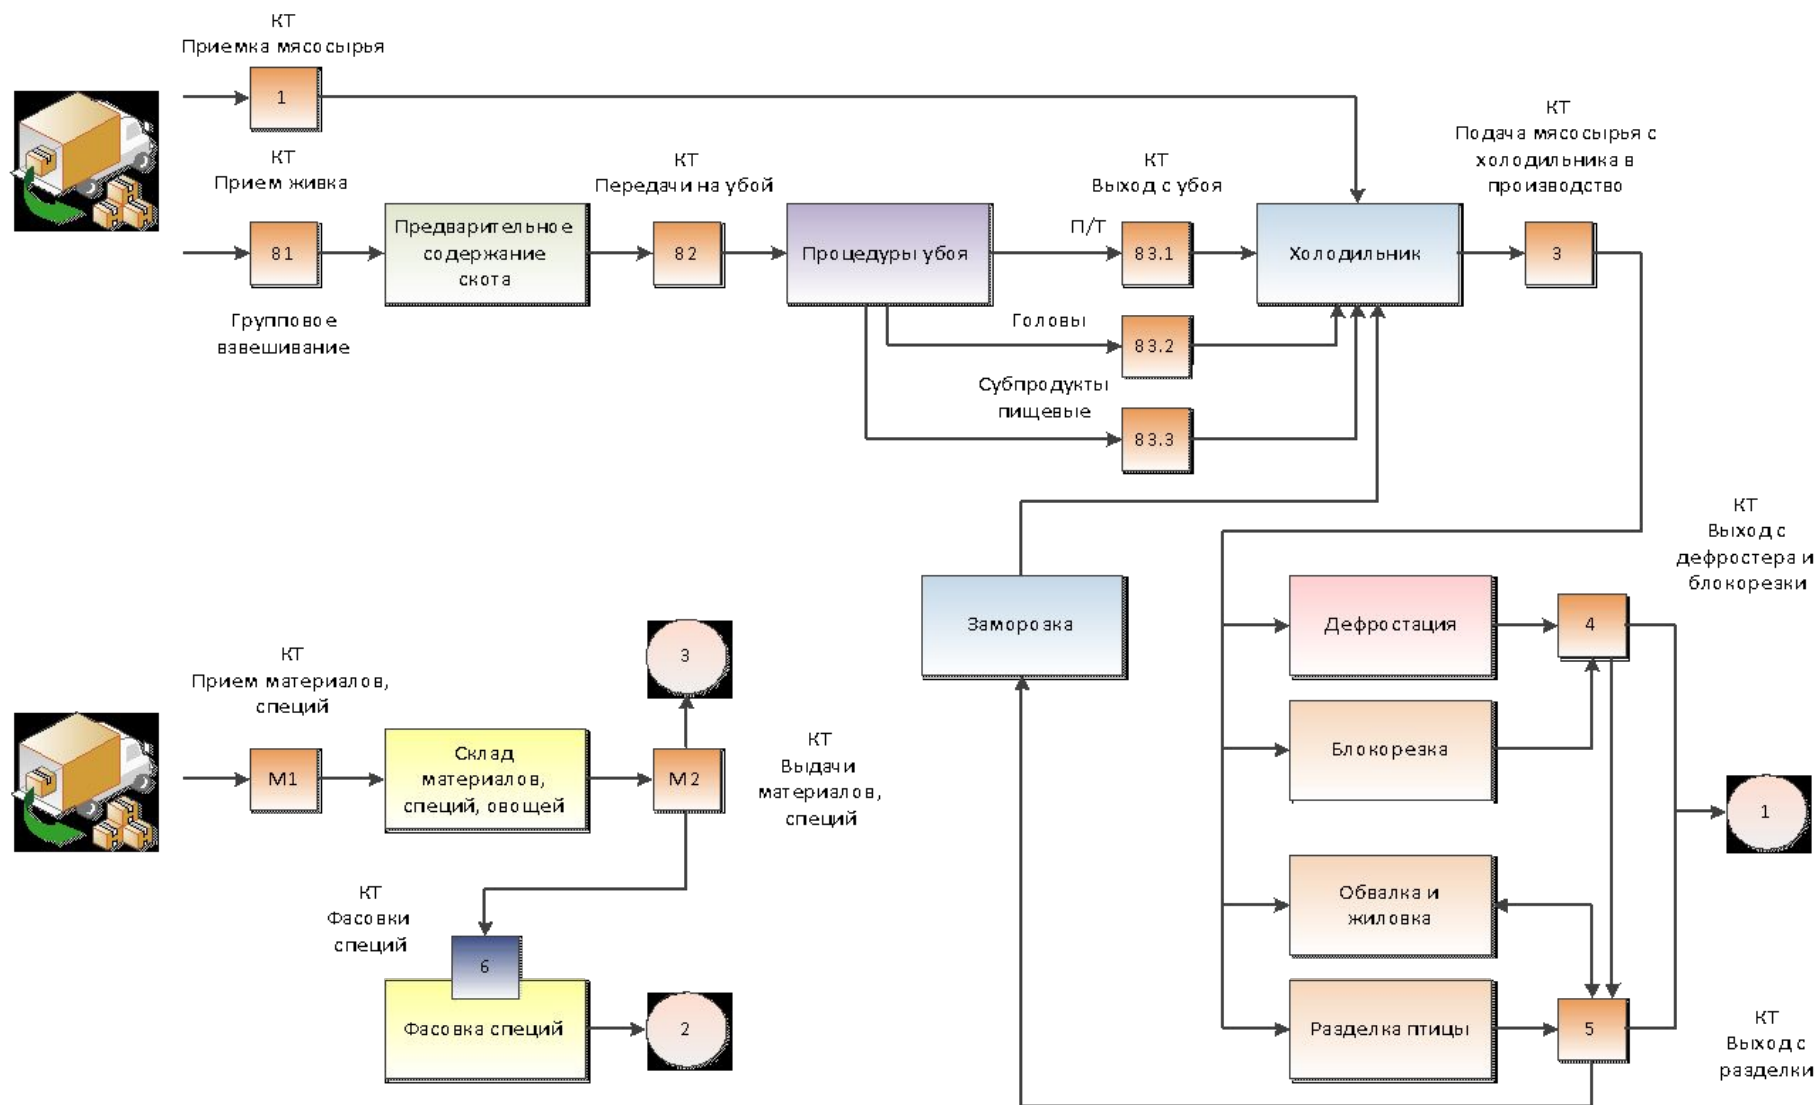 КТ
Приемка мясосырья
1
КТ
Прием живка
81
Групповое
взвешивание
Предварительное
содержание
скота
КТ
Передачи на убой
82
Процедуры убоя
КТ
Выход с убоя
П/Т
83.1
Головы
83.2
Субпродукты
пищевые
83.3
Холодильник
КТ
Подача мясосырья с
холодильника в
производство
3
Заморозка
КТ
Выход с
дефростера и
блокорезки
Дефростация
4
Блокорезка
Обвалка и
жиловка
Разделка птицы
5
КТ
Выход с
разделки
1
КТ
Прием материалов,
специй
М1
Склад
материалов,
специй, овощей
М2
3
КТ
Выдачи
материалов,
специй
КТ
Фасовки
специй
6
Фасовка специй
2